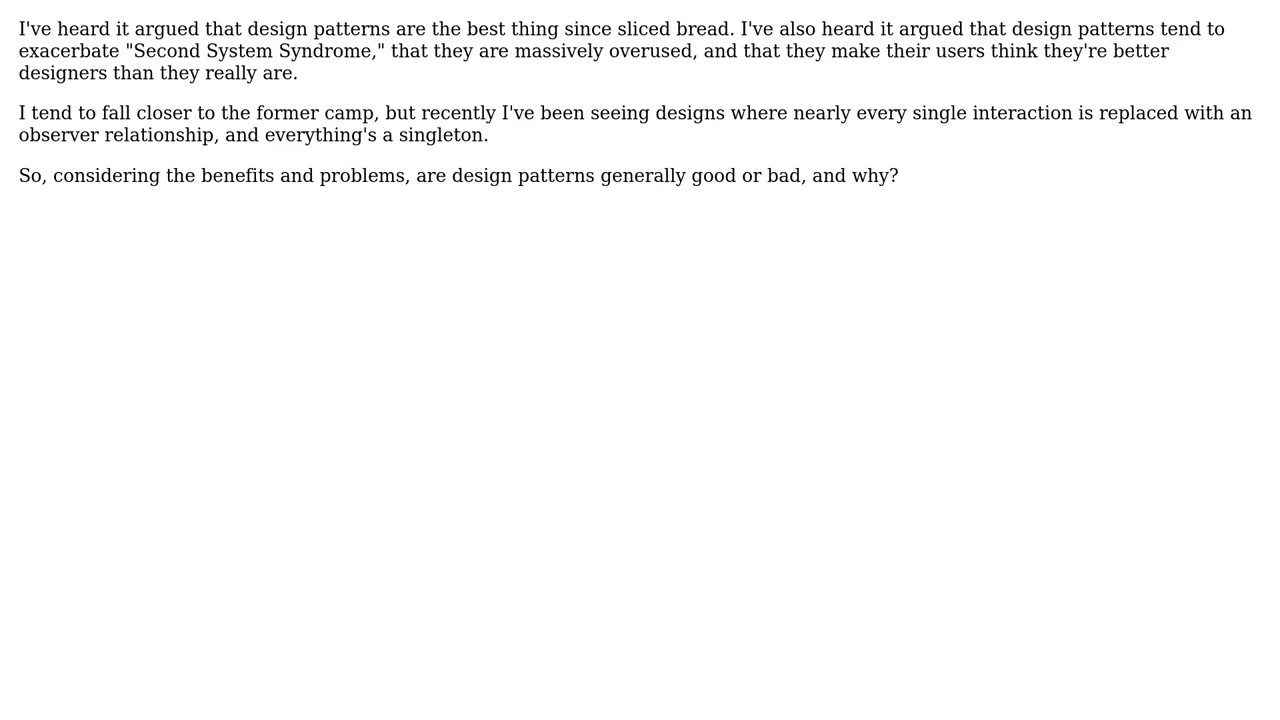 I've heard it argued that design patterns are the best thing since sliced bread. I've also heard it argued that design patterns tend to
exacerbate "Second System Syndrome," that they are massively overused, and that they make their users think they're better
designers than they really are.
I tend to fall closer to the former camp, but recently I've been seeing designs where nearly every single interaction is replaced with an
observer relationship, and everything's a singleton.
So, considering the benefits and problems, are design patterns generally good or bad, and why?